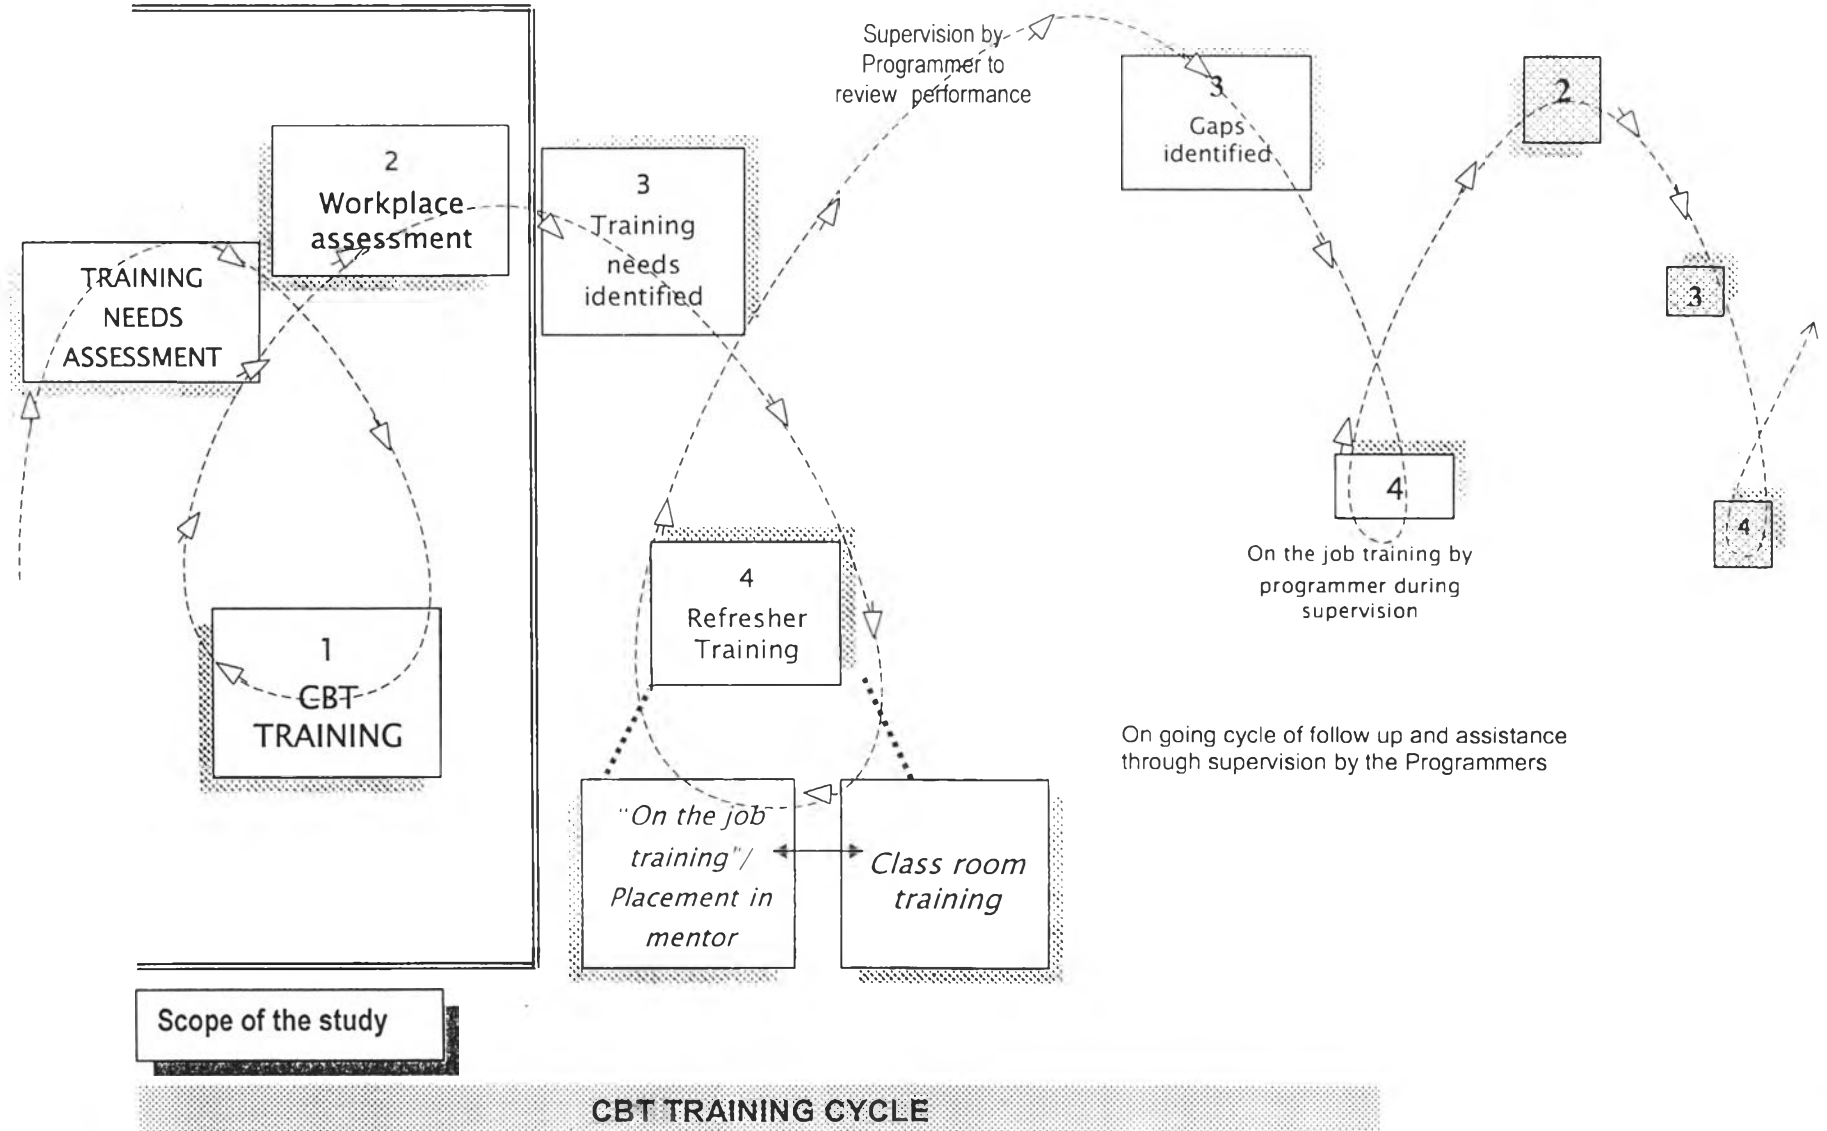 TRAINING
NEEDS
ASSESSMENT
2
Workplace
assessment
1
CBT
TRAINING
3
Training
needs
identified
Supervision by
Programmer to
review performance
4
Refresher
Training
"On the job
training"/
Placement in
mentor
Class room
training
3
Gaps
identified
4
On the job training by
programmer during
supervision
2
3
4
On going cycle of follow up and assistance
through supervision by the Programmers
Scope of the study
CBT TRAINING CYCLE